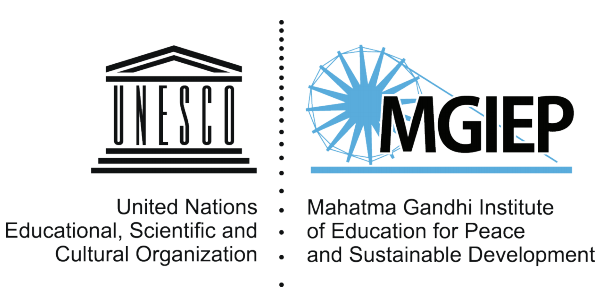 UNESCO
United Nations
Educational, Scientific and
Cultural Organization
MGIEP
Mahatma Gandhi Institute
of Education for Peace
and Sustainable Development